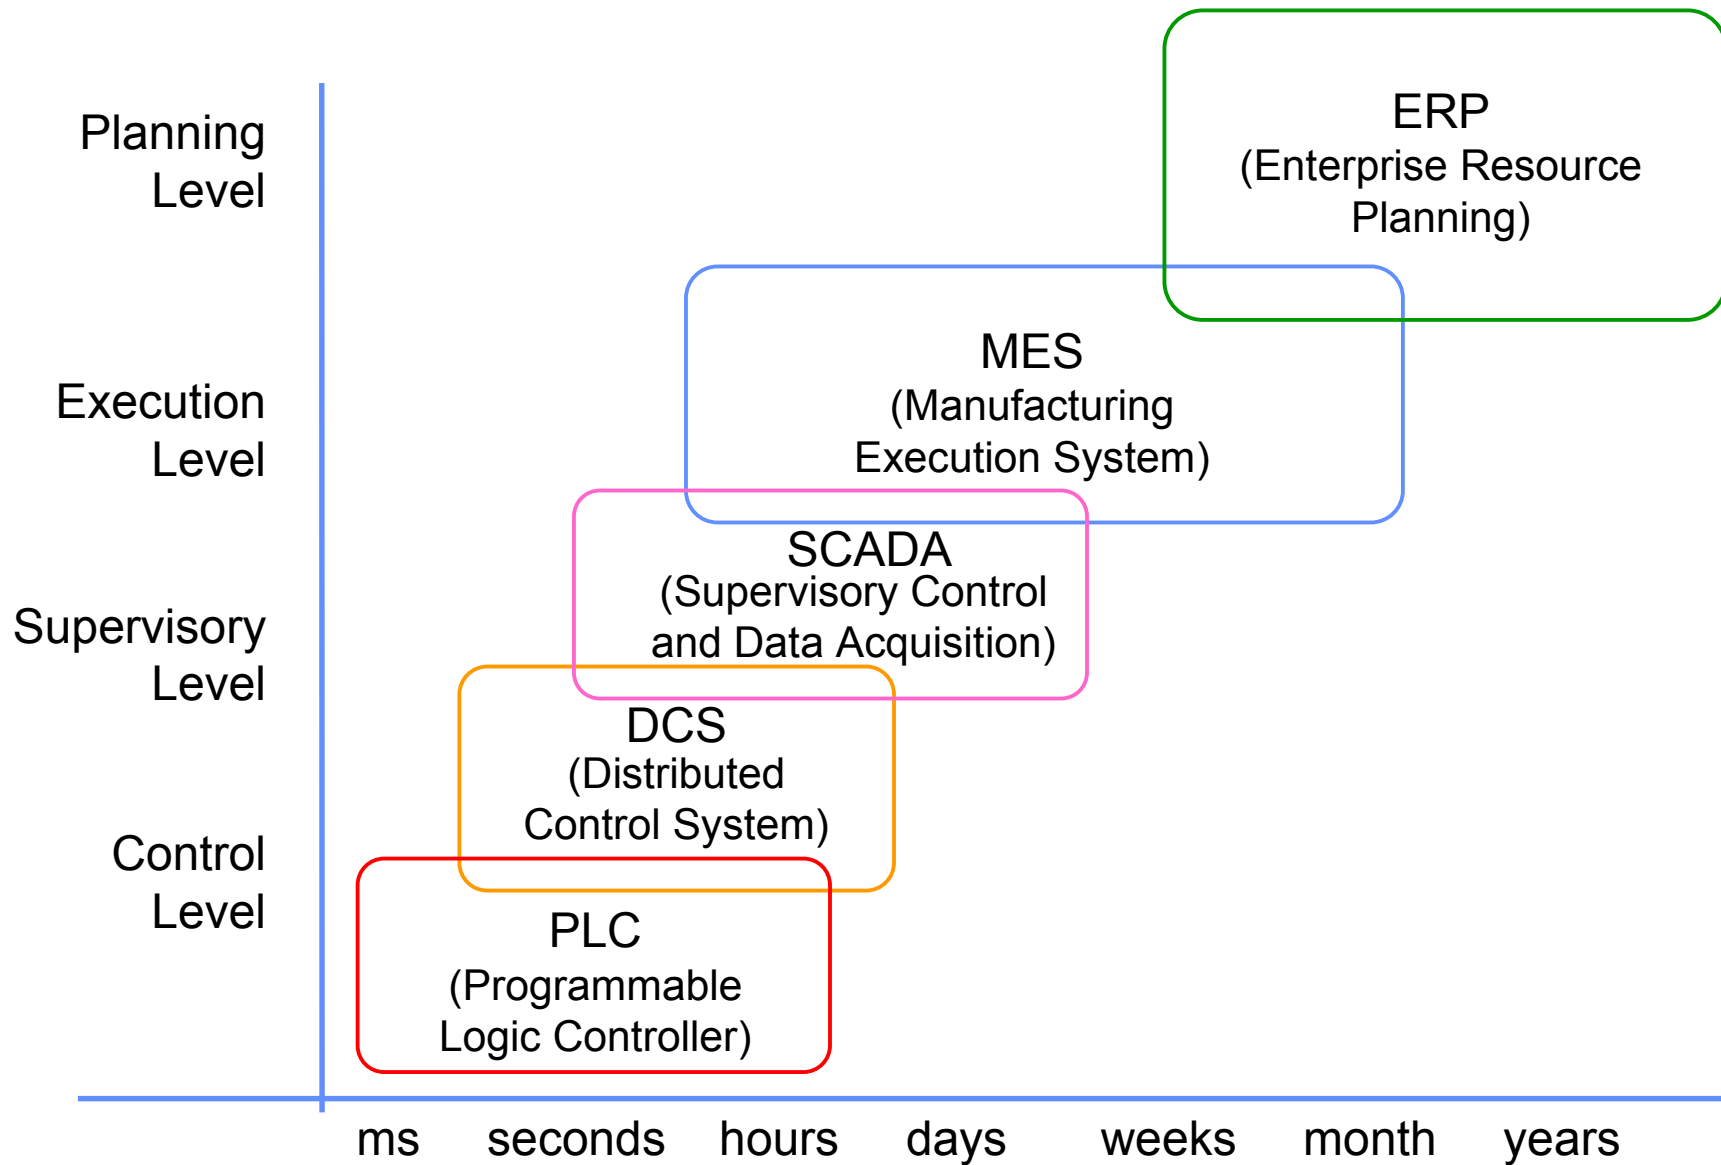 Planning
Level
ERP
(Enterprise Resource
Planning)
Execution
Level
MES
(Manufacturing
Execution System)
Supervisory
Level
SCADA
(Supervisory Control
and Data Acquisition)
DCS
(Distributed
Control System)
Control
Level
PLC
(Programmable
Logic Controller)
ms seconds hours days weeks month years